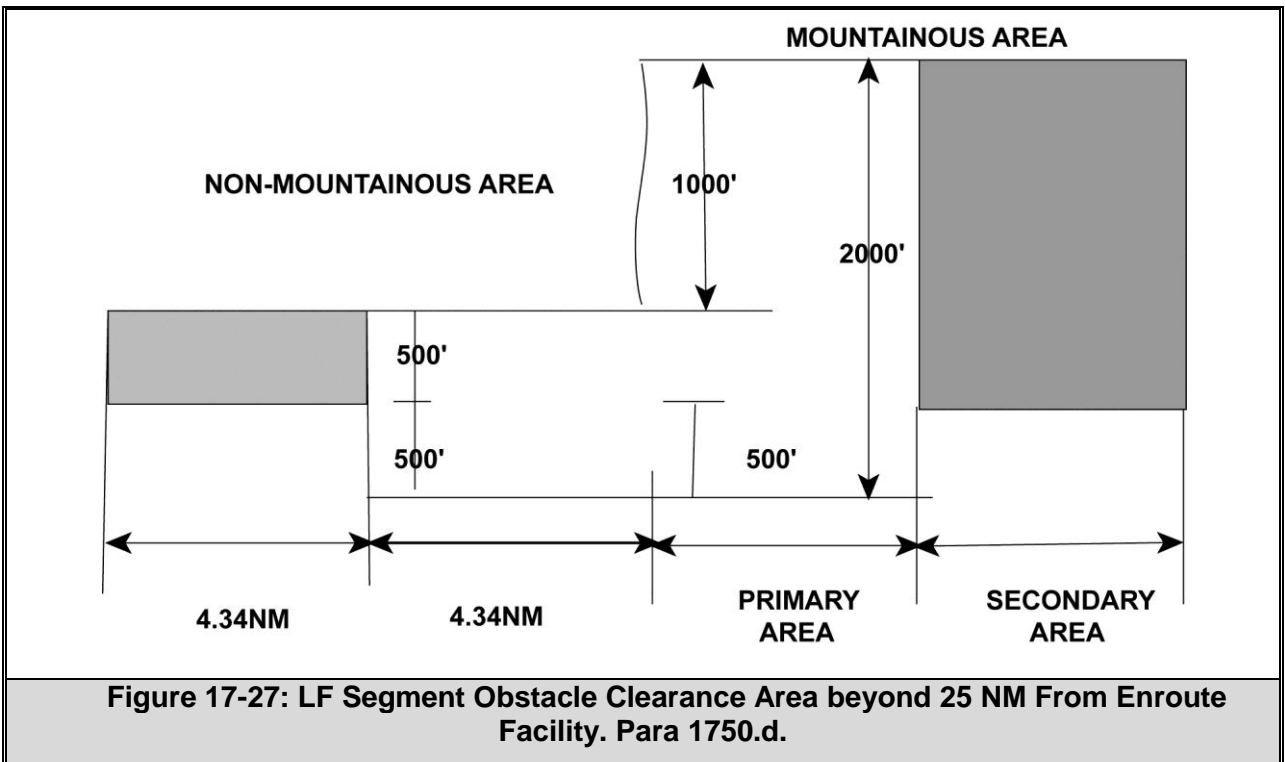 MOUNTAINOUS AREA
NON-MOUNTAINOUS AREA
1000'
2000'
500'
500'
500'
4.34NM
4.34NM
PRIMARY
AREA
SECONDARY
AREA
Figure 17-27: LF Segment Obstacle Clearance Area beyond 25 NM From Enroute
Facility. Para 1750.d.